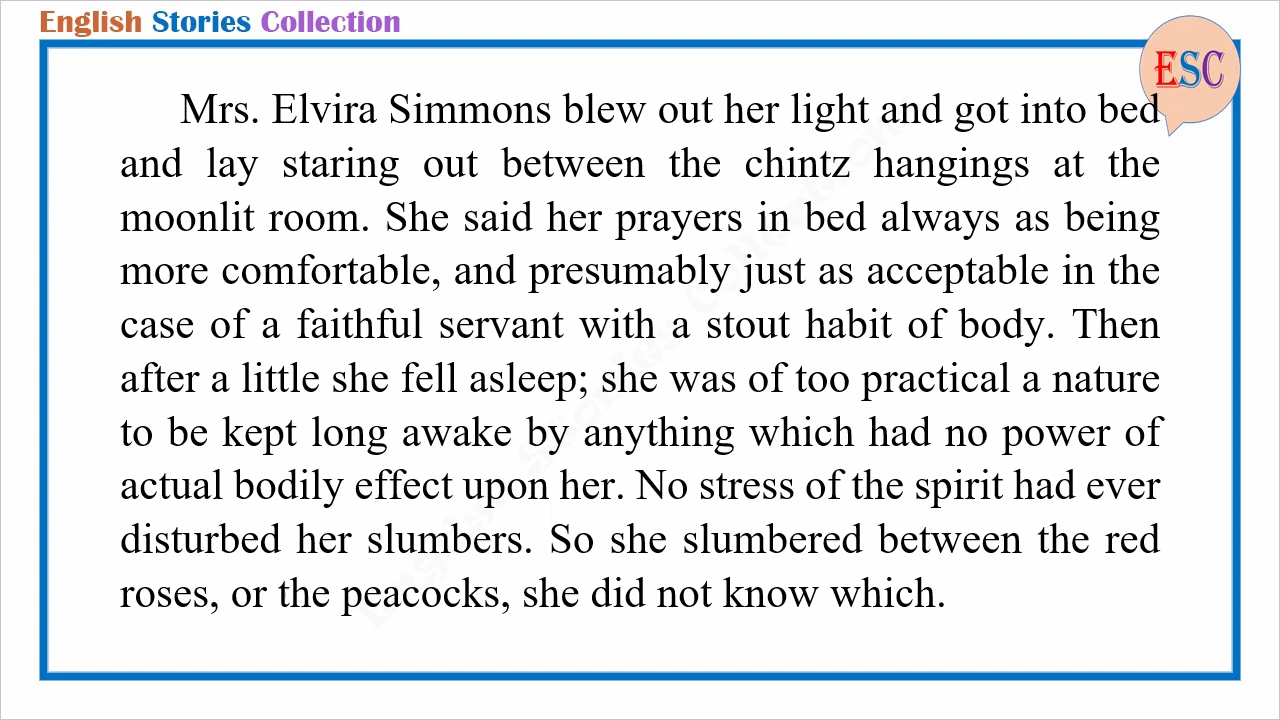 English Stories Collection
ESC
Mrs. Elvira Simmons blew out her light and got into bed
and lay staring out between the chintz hangings at the
moonlit room. She said her prayers in bed always as being
more comfortable, and presumably just as acceptable in the
case of a faithful servant with a stout habit of body. Then
after a little she fell asleep; she was of too practical a nature
to be kept long awake by anything which had no power of
actual bodily effect upon her. No stress of the spirit had ever
disturbed her slumbers. So she slumbered between the red
roses, or the peacocks, she did not know which.
English Stories Collection